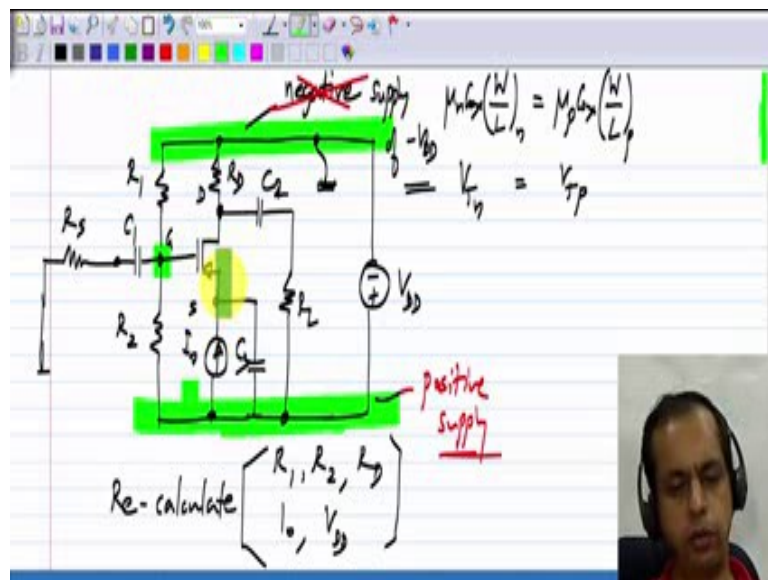 negative supply
of -VDD
μnCox(W/L)n = μpCox(W/L)p
VTn = VTp
R1
D
RD
C2
Rs
C1
G
S
R2
I0
RL
VDD
positive
supply
Re-calculate (R1, R2, RD
I0, VDD)